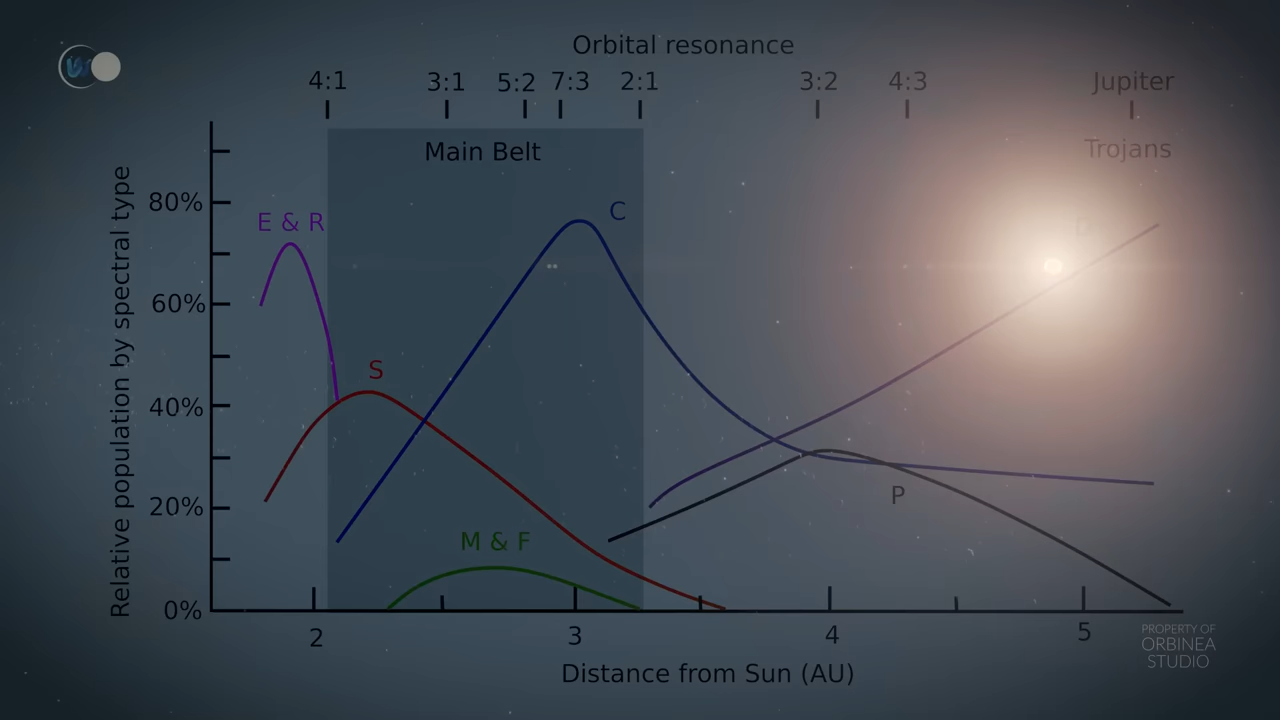 Orbital resonance
4:1 3:1 5:2 7:3 2:1 3:2 4:3 Jupiter
Trojans
Main Belt
Relative population by spectral type
80%
60%
40%
20%
0%
E & R
C
S
M & F
P
D
2 3 4 5
Distance from Sun (AU)
PROPERTY OF
ORBINEA
STUDIO